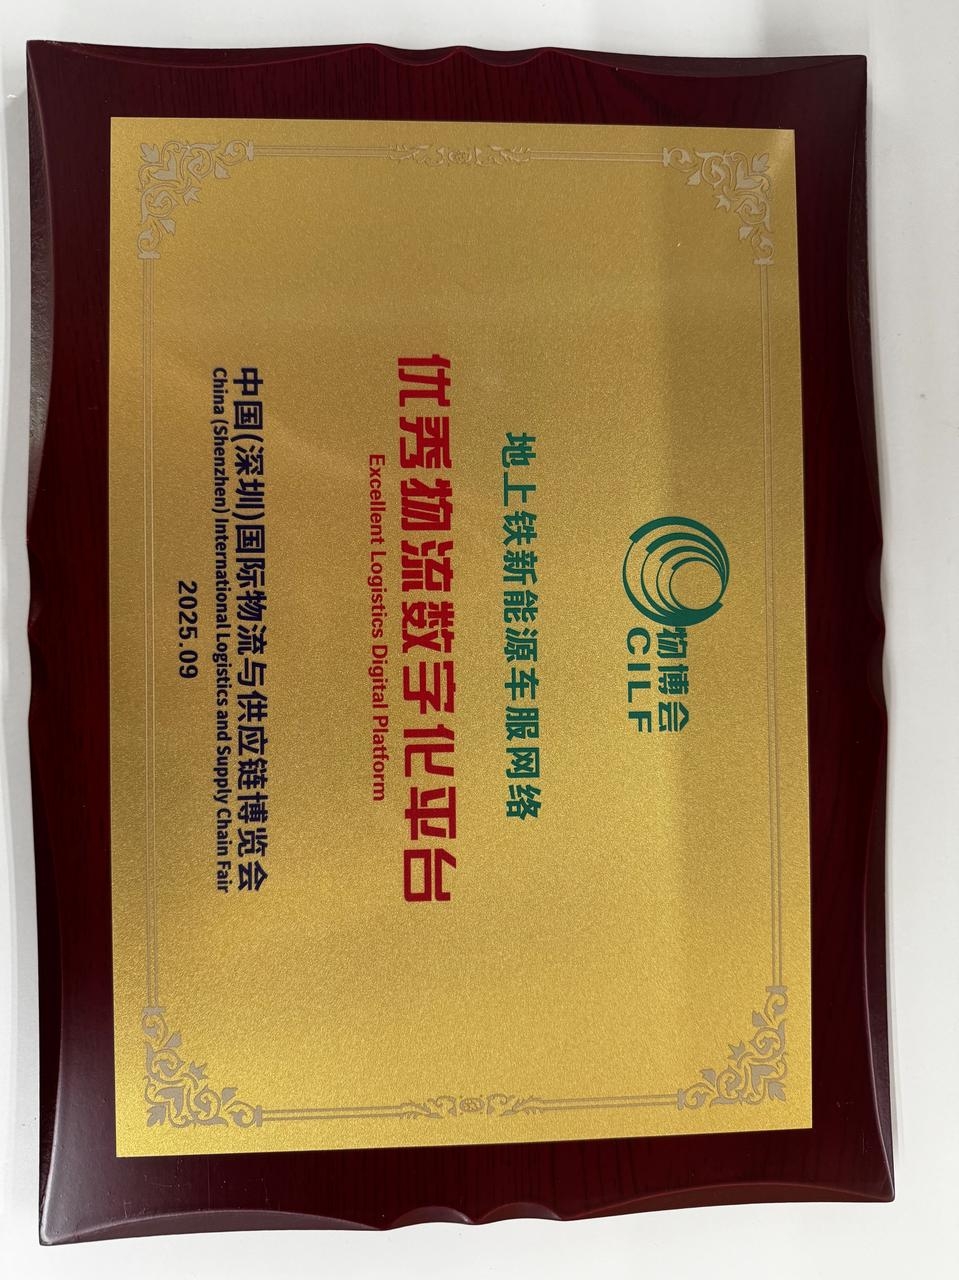 物博会
CILF
地上铁新能源车服网络
优秀物流数字化平台
Excellent Logistics Digital Platform
中国(深圳)国际物流与供应链博览会
China (Shenzhen) International Logistics and Supply Chain Fair
2025.09